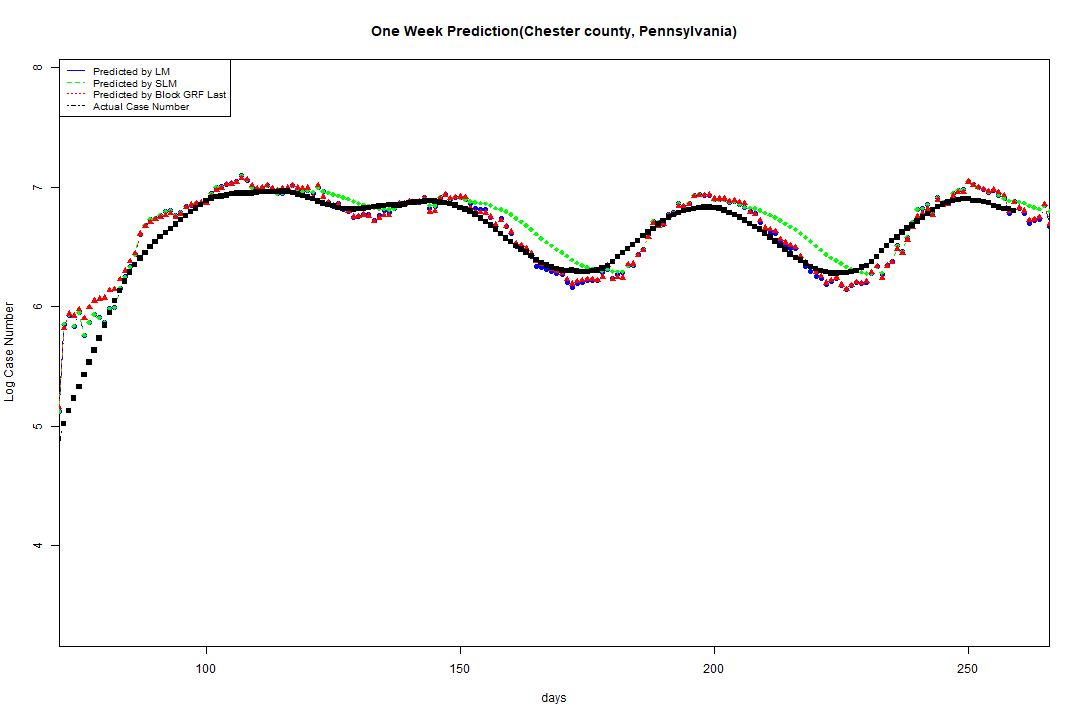 One Week Prediction(Chester county, Pennsylvania)
Predicted by LM
Predicted by SLM
Predicted by Block GRF Last
Actual Case Number
8
7
6
5
4
Log Case Number
100 150 200 250
days